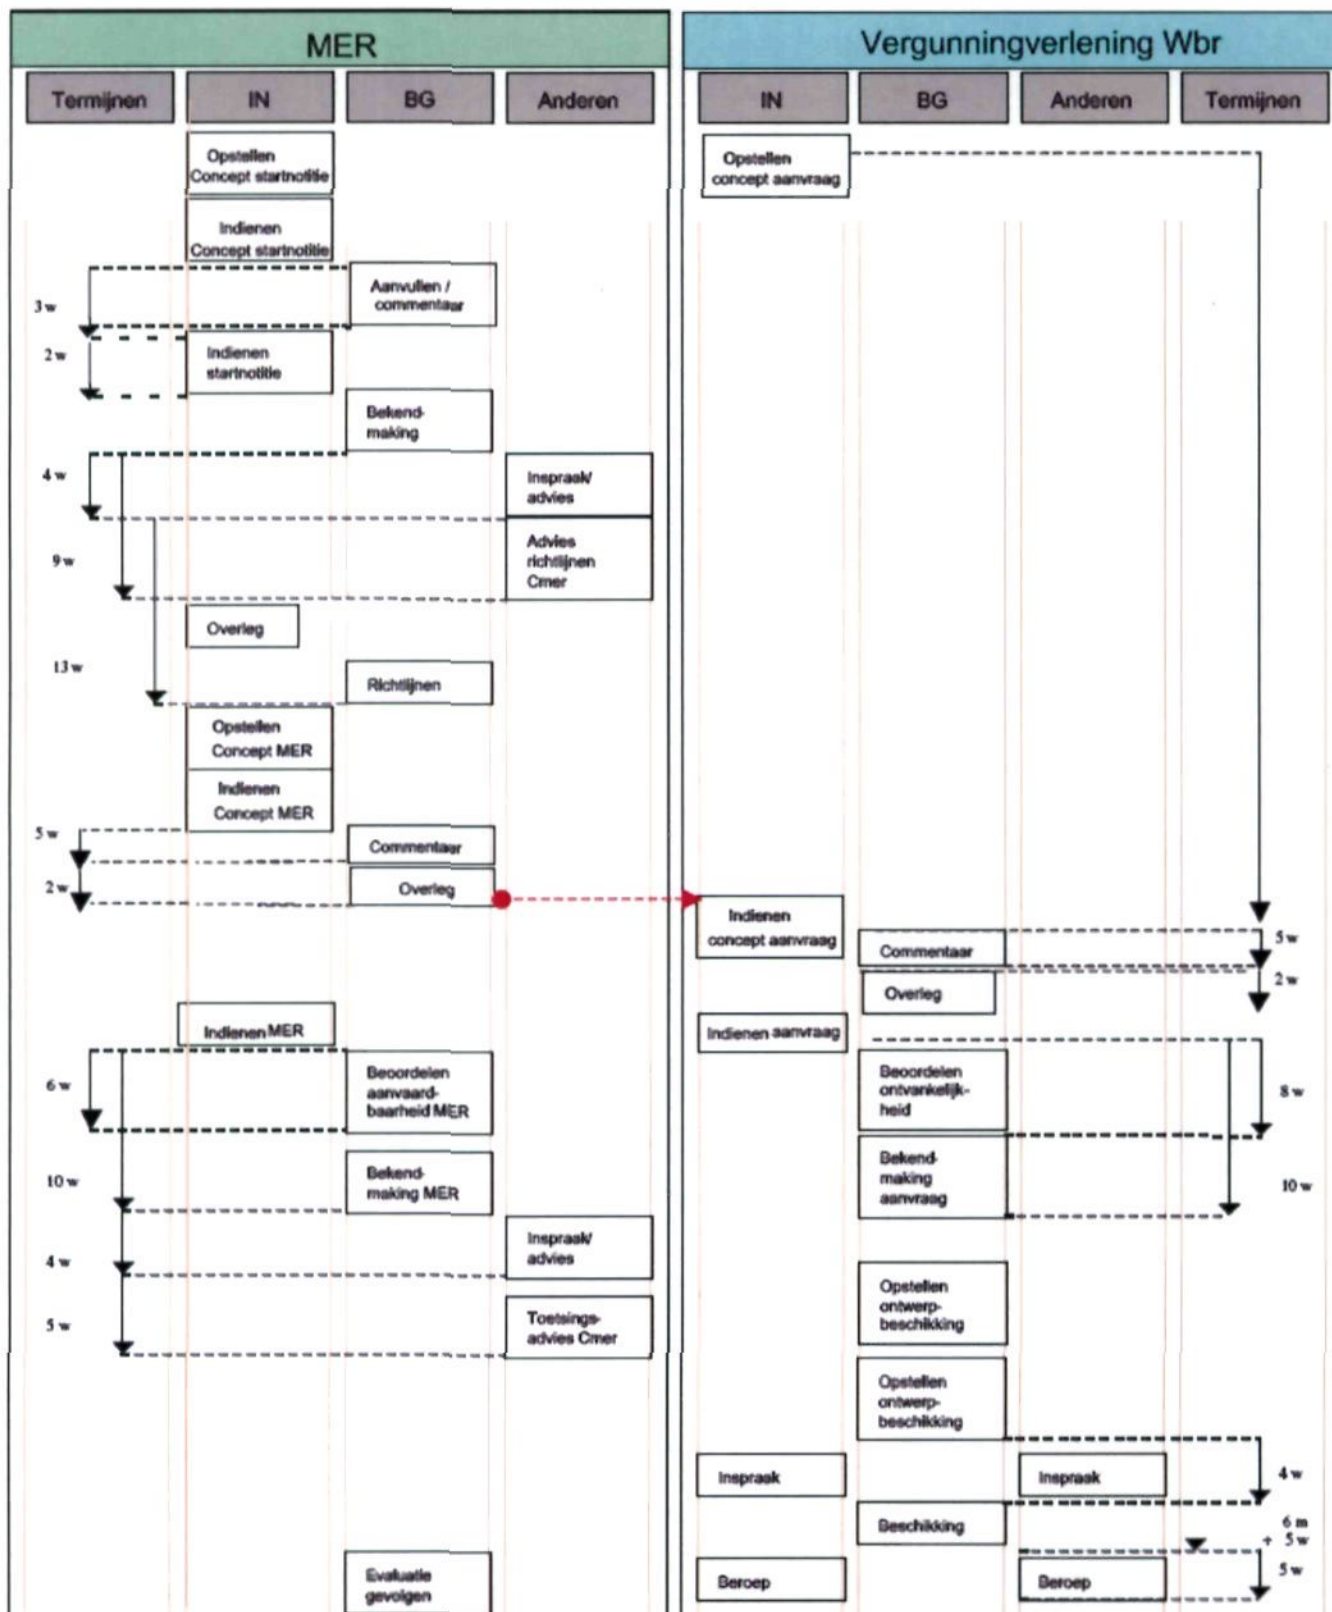 MER
Vergunningverlening Wbr
Termijnen
IN
BG
Anderen
IN
BG
Anderen
Termijnen
Opstellen
Concept startnotitie
Opstellen
concept aanvraag
Indienen
Concept startnotitie
Aanvullen /
commentaar
3 w
2 w
Indienen
startnotitie
Bekend-
making
4 w
Inspraak/
advies
9 w
Advies
richtlijnen
Cmer
Overleg
13 w
Richtlijnen
Opstellen
Concept MER
Indienen
Concept MER
5 w
Commentaar
2 w
Overleg
Indienen
concept aanvraag
Commentaar
5 w
Overleg
2 w
Indienen MER
Indienen aanvraag
6 w
Beoordelen
aanvaard-
baarheid MER
Beoordelen
ontvankelijk-
heid
8 w
10 w
Bekend-
making MER
Bekend-
making
aanvraag
10 w
4 w
Inspraak/
advies
Opstellen
ontwerp-
beschikking
5 w
Toetsings-
advies Cmer
Opstellen
ontwerp-
beschikking
Inspraak
Inspraak
4 w
Beschikking
6 m
+ 5 w
Evaluatie
gevolgen
Beroep
Beroep
5 w